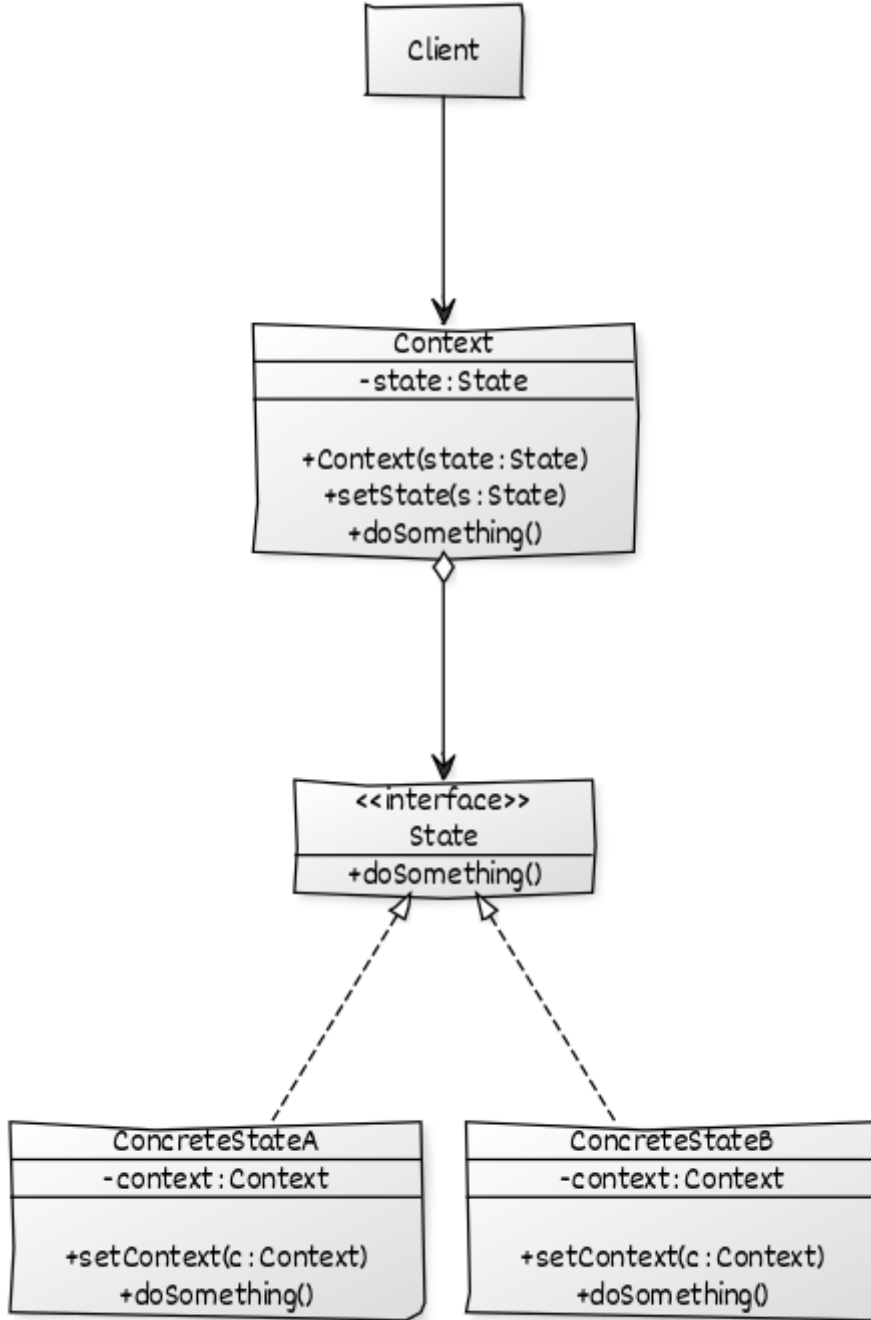 Client
Context
-state:State
+Context(state:State)
+setState(s:State)
+doSomething()
<<interface>>
State
+doSomething()
ConcreteStateA
-context:Context
+setContext(c:Context)
+doSomething()
ConcreteStateB
-context:Context
+setContext(c:Context)
+doSomething()